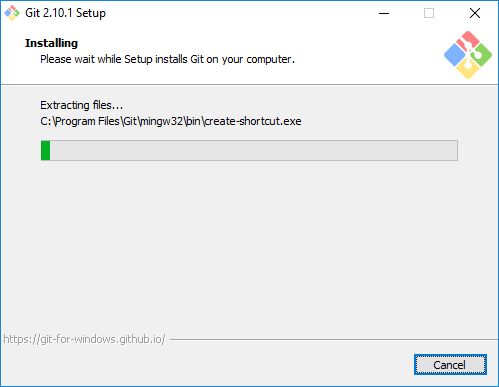 Git 2.10.1 Setup
Installing
Please wait while Setup installs Git on your computer.
Extracting files...
C:\Program Files\Git\mingw32\bin\create-shortcut.exe
https://git-for-windows.github.io/
Cancel